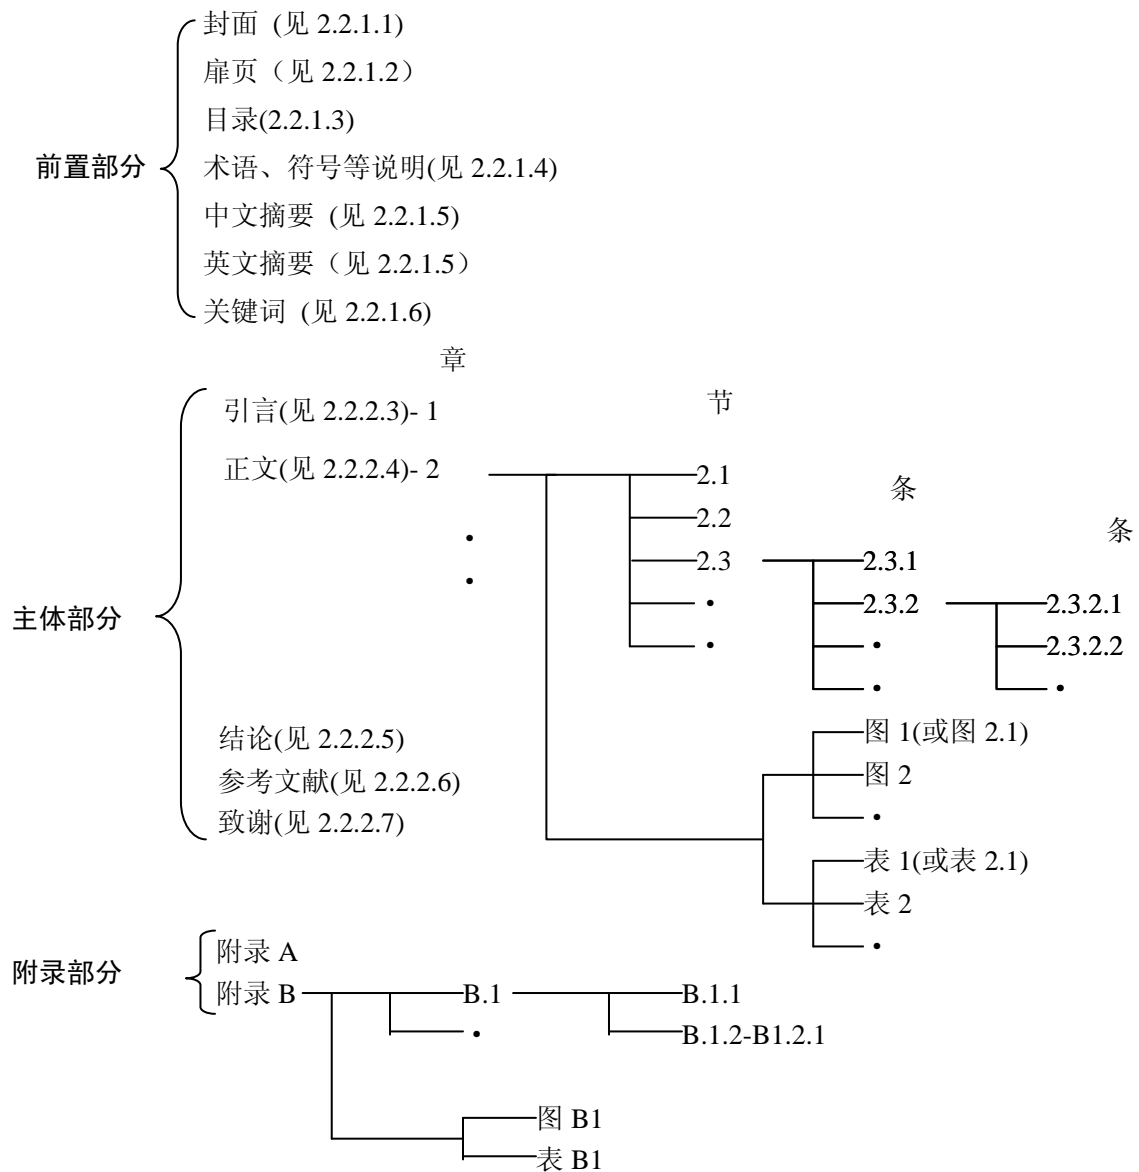 封面 (见 2.2.1.1)
扉页（见 2.2.1.2）
目录(2.2.1.3)
前置部分
术语、符号等说明(见 2.2.1.4)
中文摘要 (见 2.2.1.5)
英文摘要（见 2.2.1.5）
关键词 (见 2.2.1.6)
章
引言(见 2.2.2.3)- 1
节
正文(见 2.2.2.4)- 2
2.1
条
2.2
条
•
2.3
2.3.1
•
•
2.3.2
2.3.2.1
主体部分
•
•
2.3.2.2
•
•
结论(见 2.2.2.5)
图 1(或图 2.1)
参考文献(见 2.2.2.6)
图 2
致谢(见 2.2.2.7)
•
表 1(或表 2.1)
表 2
•
附录部分
附录 A
附录 B
B.1
B.1.1
•
B.1.2-B1.2.1
图 B1
表 B1